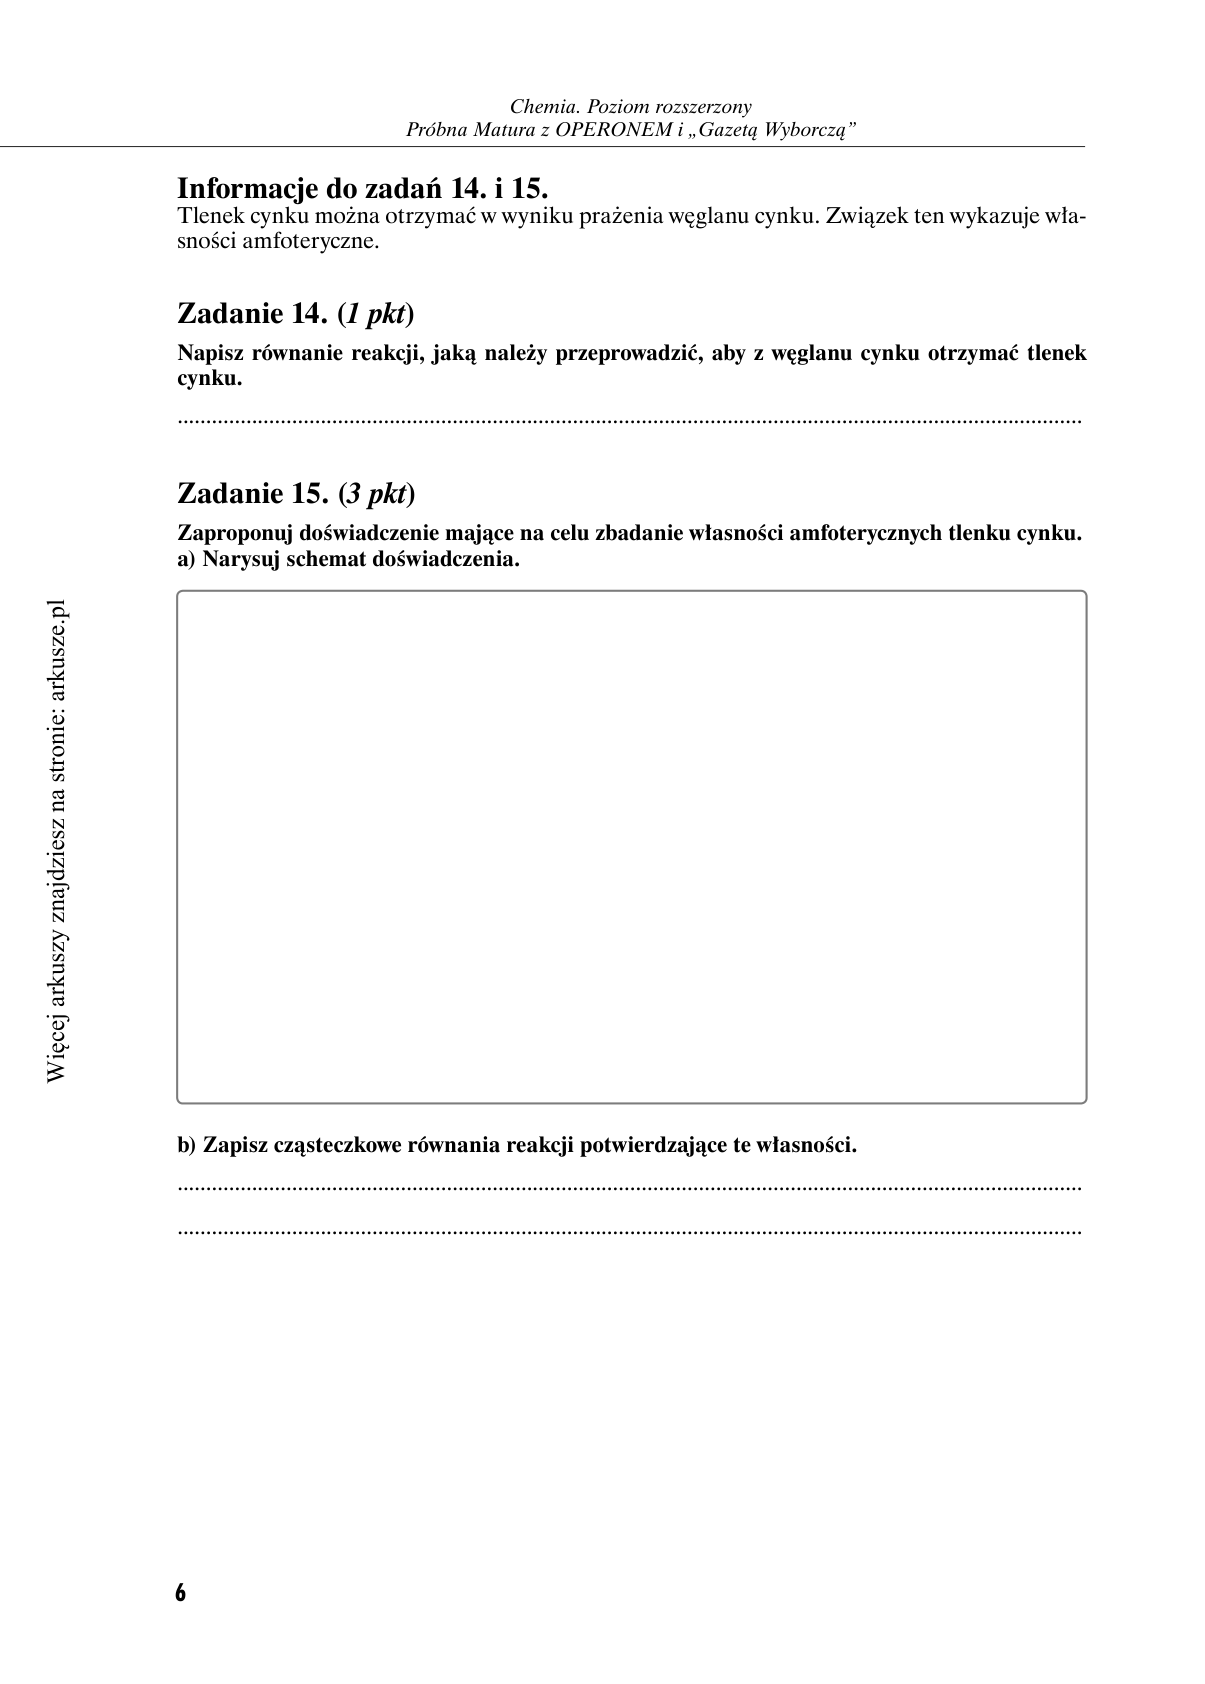 Chemia. Poziom rozszerzony
Próbna Matura z OPERONEM i „Gazetą Wyborczą”
Informacje do zadań 14. i 15.
Tlenek cynku można otrzymać w wyniku prażenia węglanu cynku. Związek ten wykazuje wła-
sności amfoteryczne.
Zadanie 14. (1 pkt)
Napisz równanie reakcji, jaką należy przeprowadzić, aby z węglanu cynku otrzymać tlenek
cynku.
Zadanie 15. (3 pkt)
Zaproponuj doświadczenie mające na celu zbadanie własności amfoterycznych tlenku cynku.
a) Narysuj schemat doświadczenia.
Więcej arkuszy znajdziesz na stronie: arkusze.pl
b) Zapisz cząsteczkowe równania reakcji potwierdzające te własności.
6